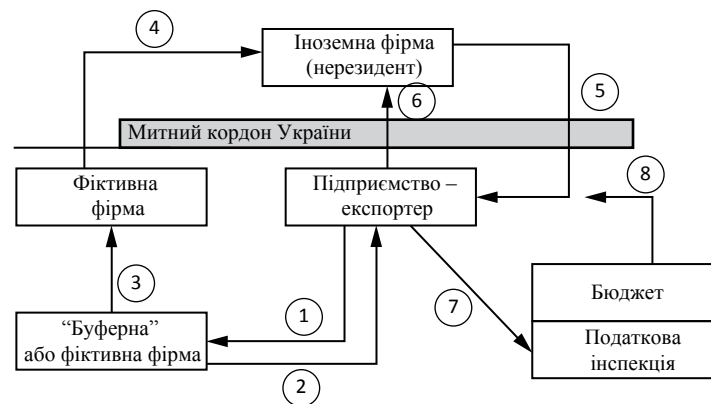 4
Іноземна фірма
(нерезидент)
5
6
Митний кордон України
Фіктивна
фірма
Підприємство –
експортер
8
3
1
7
Бюджет
“Буферна”
або фіктивна фірма
Податкова
інспекція
2